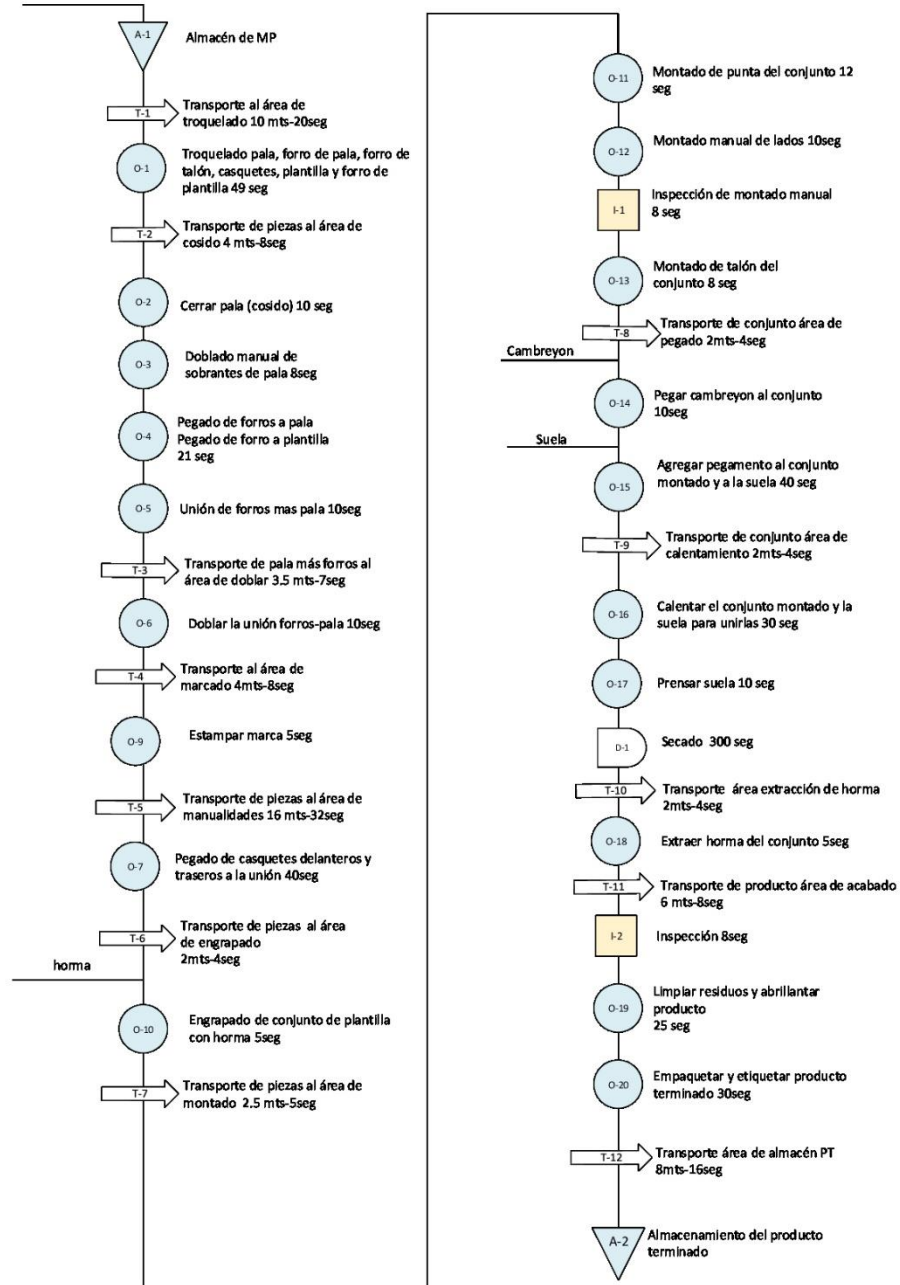 A-1
Almacén de MP
T-1
Transporte al área de
troquelado 10 mts-20seg
O-1
Troquelado pala, forro de pala, forro de
talón, casquetes, plantilla y forro de
plantilla 49 seg
T-2
Transporte de piezas al área de
cosido 4 mts-8seg
O-2
Cerrar pala (cosido) 10 seg
O-3
Doblado manual de
sobrantes de pala 8seg
O-4
Pegado de forros a pala
Pegado de forro a plantilla
21 seg
O-5
Unión de forros mas pala 10seg
T-3
Transporte de pala más forros al
área de doblar 3.5 mts-7seg
O-6
Doblar la unión forros-pala 10seg
T-4
Transporte al área de
marcado 4mts-8seg
O-9
Estampar marca 5seg
T-5
Transporte de piezas al área de
manualidades 16 mts-32seg
O-7
Pegado de casquetes delanteros y
traseros a la unión 40seg
T-6
Transporte de piezas al área
de engrapado
2mts-4seg
horma
O-10
Engrapado de conjunto de plantilla
con horma 5seg
T-7
Transporte de piezas al área de
montado 2.5 mts-5seg
O-11
Montado de punta del conjunto 12
seg
O-12
Montado manual de lados 10seg
I-1
Inspección de montado manual
8 seg
O-13
Montado de talón del
conjunto 8 seg
T-8
Transporte de conjunto área de
pegado 2mts-4seg
Cambreyon
O-14
Pegar cambreyon al conjunto
10seg
Suela
O-15
Agregar pegamento al conjunto
montado y a la suela 40 seg
T-9
Transporte de conjunto área de
calentamiento 2mts-4seg
O-16
Calentar el conjunto montado y la
suela para unirlas 30 seg
O-17
Prensar suela 10 seg
D-1
Secado 300 seg
T-10
Transporte área extracción de horma
2mts-4seg
O-18
Extraer horma del conjunto 5seg
T-11
Transporte de producto área de acabado
6 mts-8seg
I-2
Inspección 8seg
O-19
Limpiar residuos y abrillantar
producto
25 seg
O-20
Empaquetar y etiquetar producto
terminado 30seg
T-12
Transporte área de almacén PT
8mts-16seg
A-2
Almacenamiento del producto
terminado